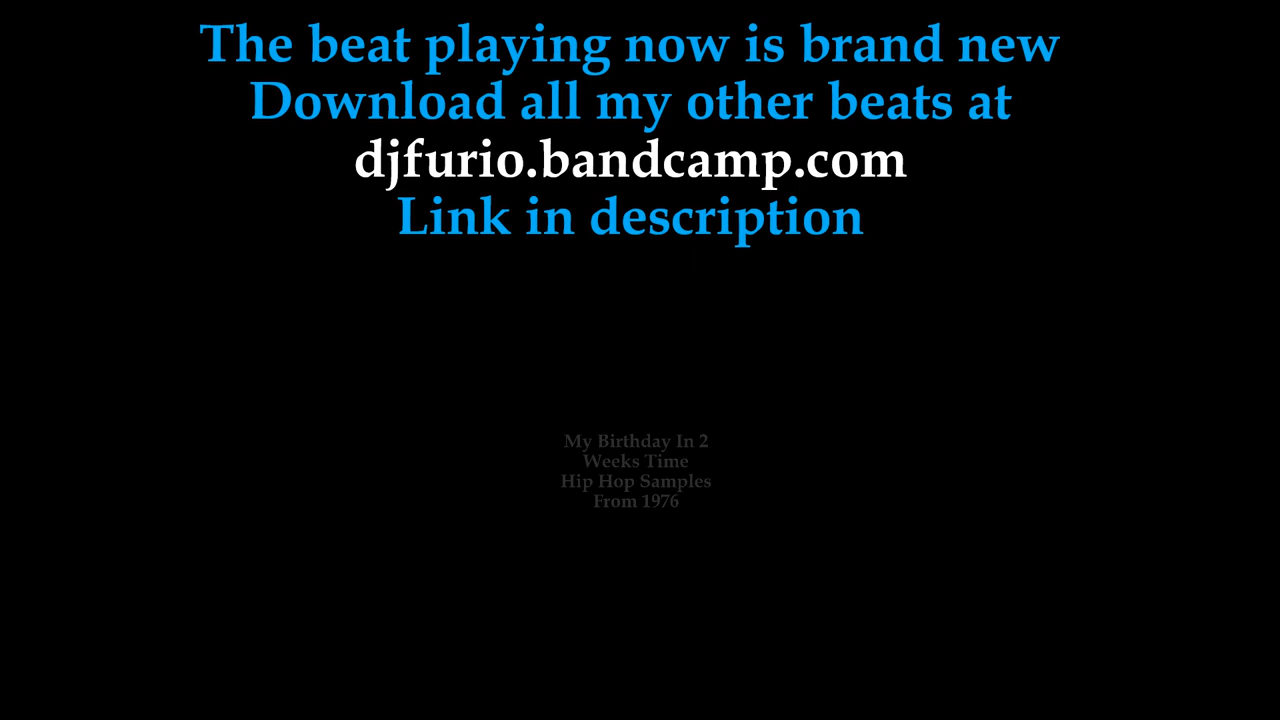 The beat playing now is brand new
Download all my other beats at
djfurio.bandcamp.com
Link in description
My Birthday In 2
Weeks Time
Hip Hop Samples
From 1976